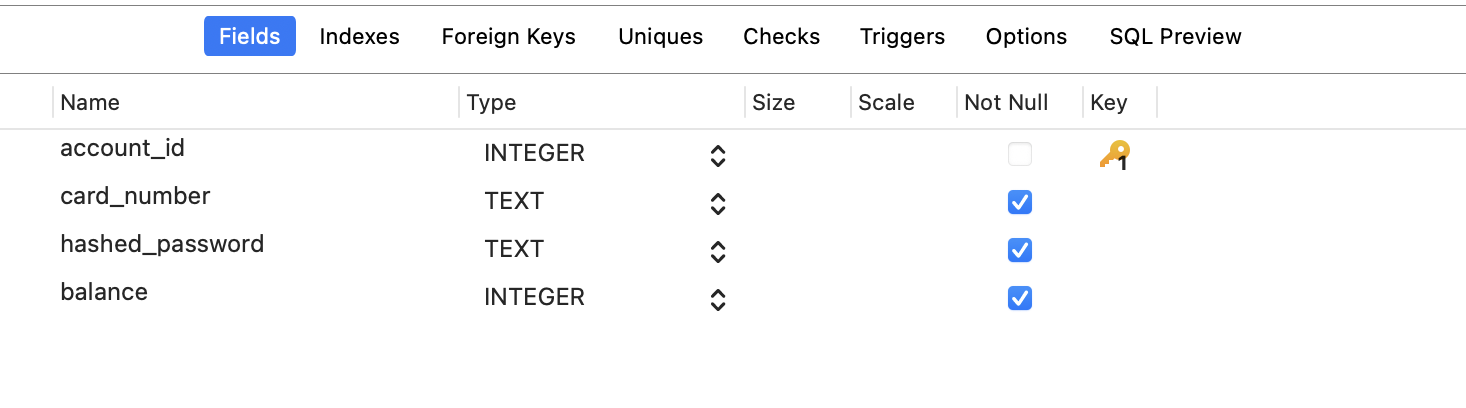 Fields Indexes Foreign Keys Uniques Checks Triggers Options SQL Preview
Name Type Size Scale Not Null Key
account_id INTEGER 1
card_number TEXT
hashed_password TEXT
balance INTEGER